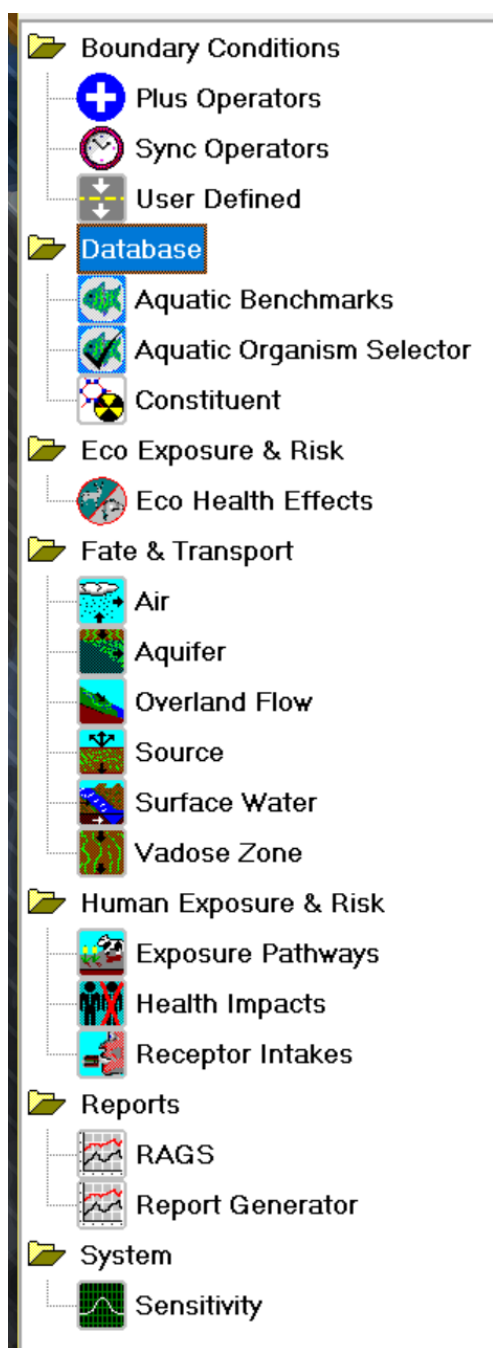 Boundary Conditions
Plus Operators
Sync Operators
User Defined
Database
Aquatic Benchmarks
Aquatic Organism Selector
Constituent
Eco Exposure & Risk
Eco Health Effects
Fate & Transport
Air
Aquifer
Overland Flow
Source
Surface Water
Vadose Zone
Human Exposure & Risk
Exposure Pathways
Health Impacts
Receptor Intakes
Reports
RAGS
Report Generator
System
Sensitivity